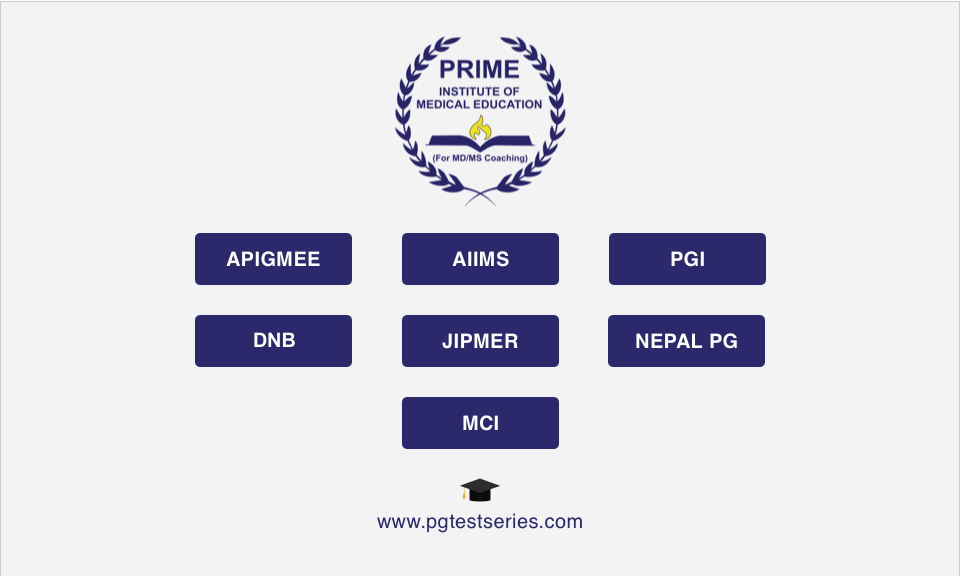 PRIME
INSTITUTE OF
MEDICAL EDUCATION
(For MD/MS Coaching)
APIGMEE
AIIMS
PGI
DNB
JIPMER
NEPAL PG
MCI
www.pgtestseries.com